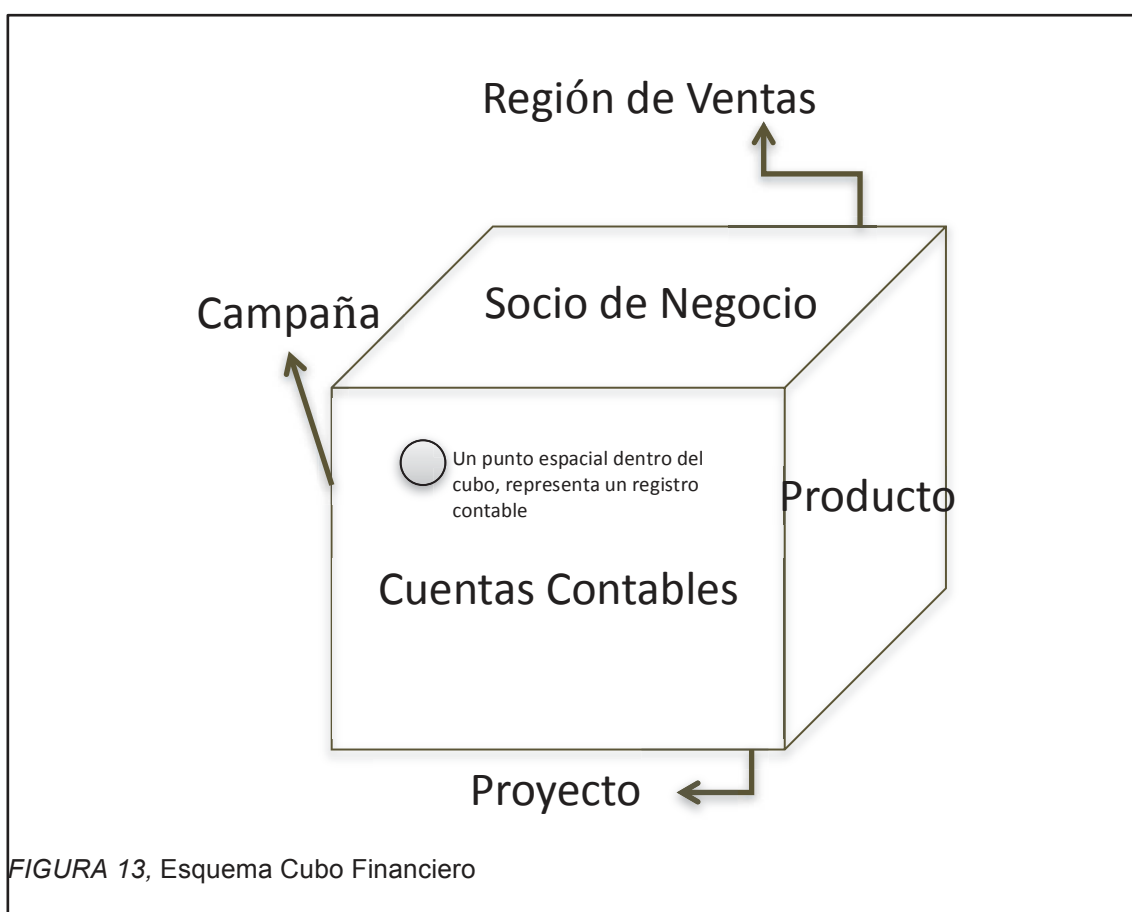 Región de Ventas
Socio de Negocio
Campaña
Un punto espacial dentro del
cubo, representa un registro
contable
Producto
Cuentas Contables
Proyecto
FIGURA 13, Esquema Cubo Financiero